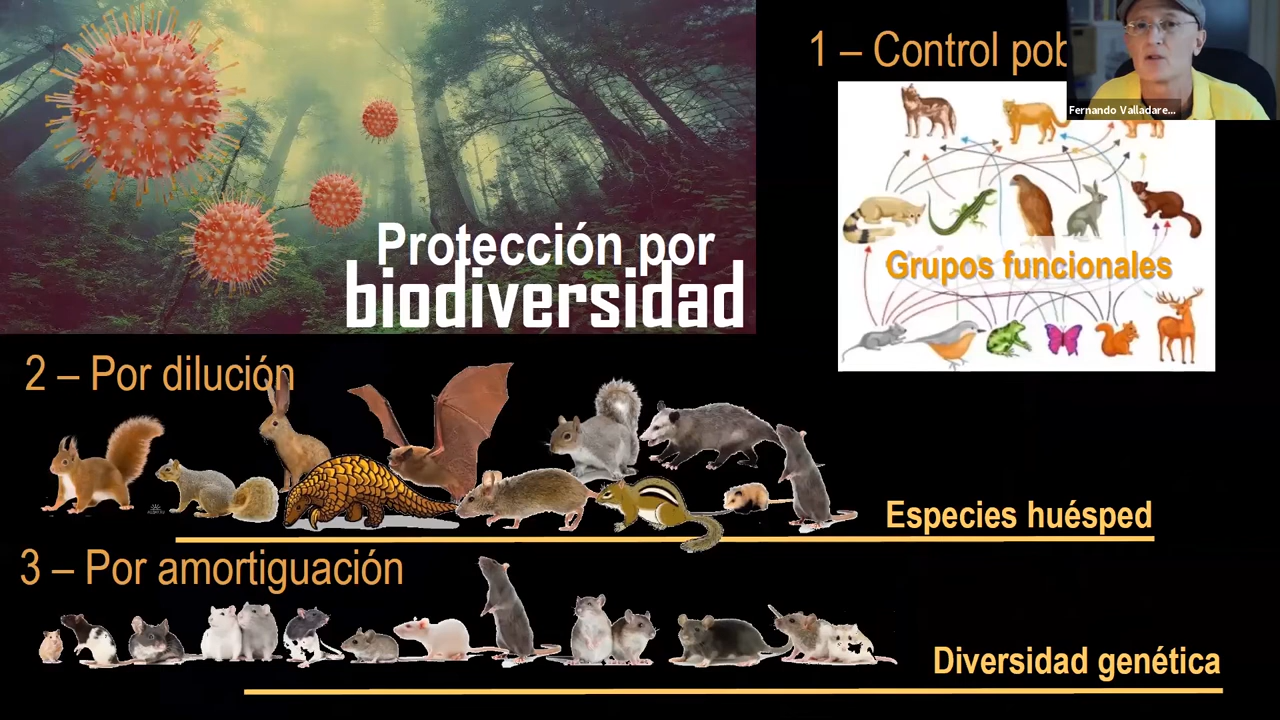 Protección por
biodiversidad
1 – Control pob
Fernando Valladare...
Grupos funcionales
2 – Por dilución
Especies huésped
3 – Por amortiguación
Diversidad genética